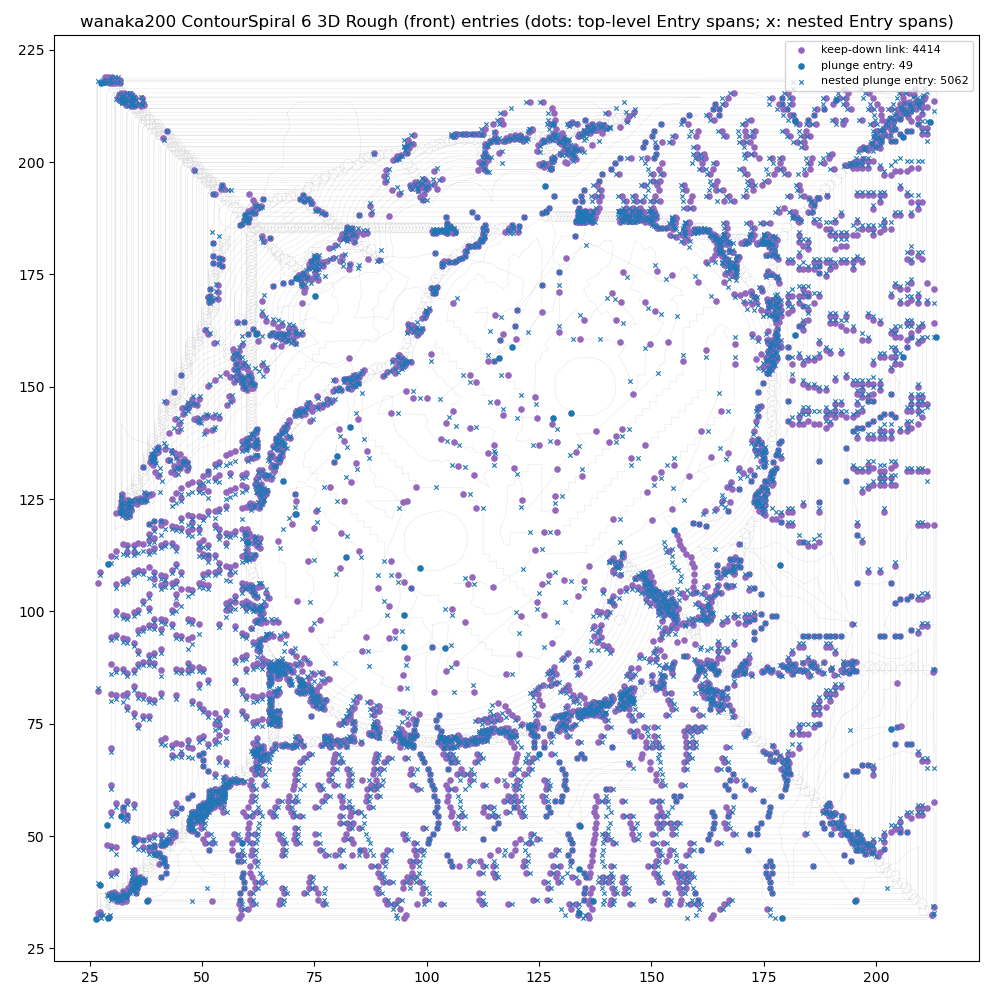 wanaka200 ContourSpiral 6 3D Rough (front) entries (dots: top-level Entry spans; x: nested Entry spans)
keep-down link: 4414
plunge entry: 49
nested plunge entry: 5062
225
200
175
150
125
100
75
50
25
25 50 75 100 125 150 175 200